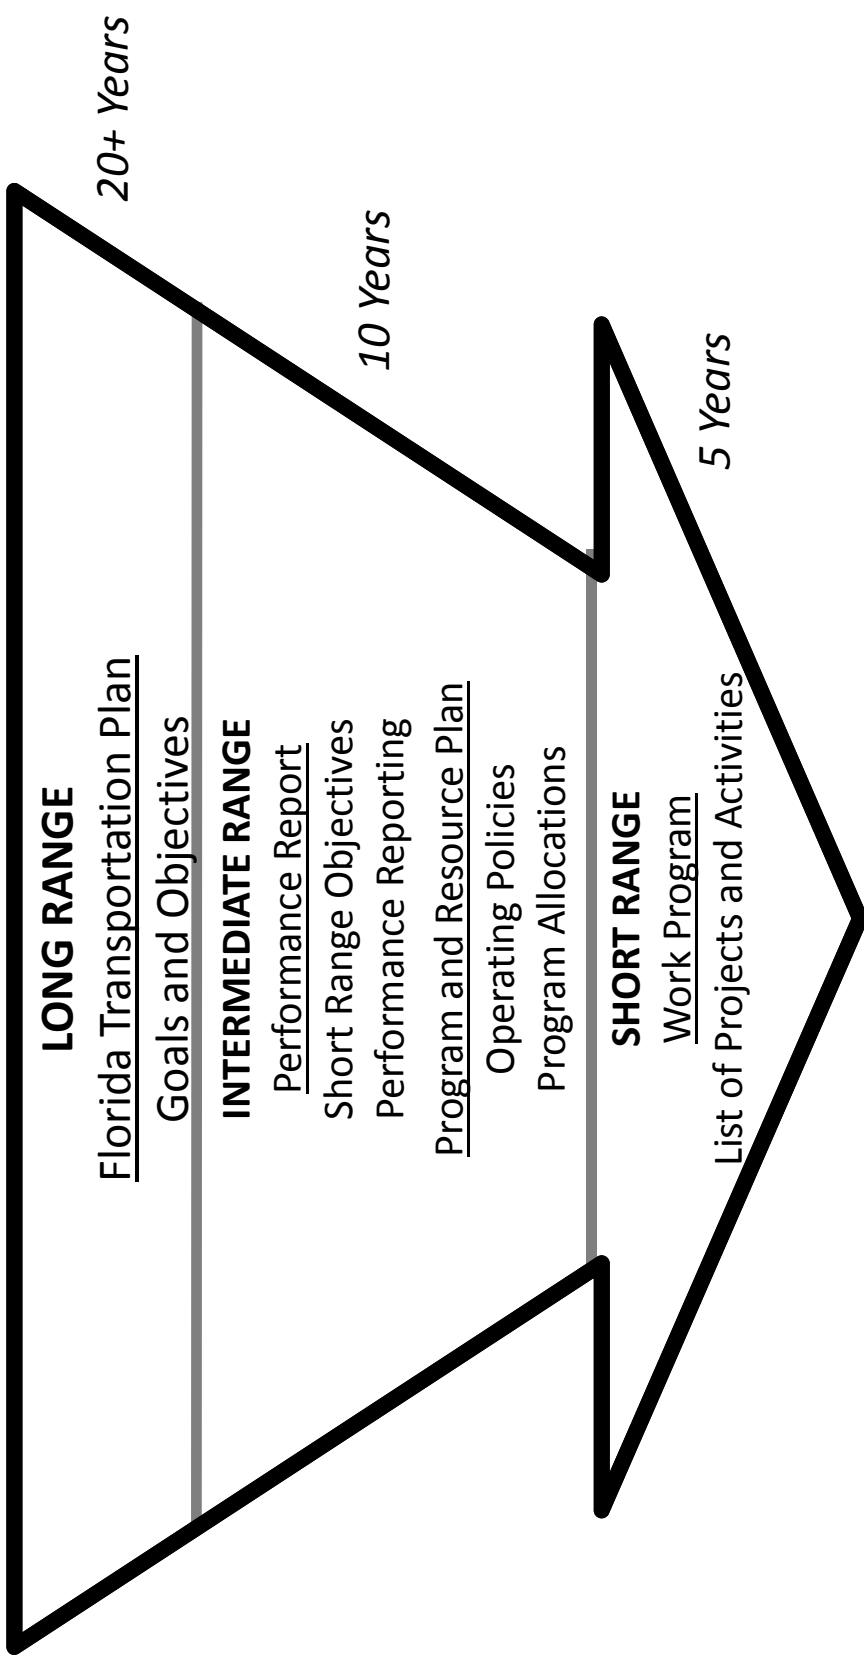 LONG RANGE
Florida Transportation Plan
Goals and Objectives
20+ Years
INTERMEDIATE RANGE
Performance Report
Short Range Objectives
Performance Reporting
Program and Resource Plan
Operating Policies
Program Allocations
10 Years
SHORT RANGE
Work Program
List of Projects and Activities
5 Years